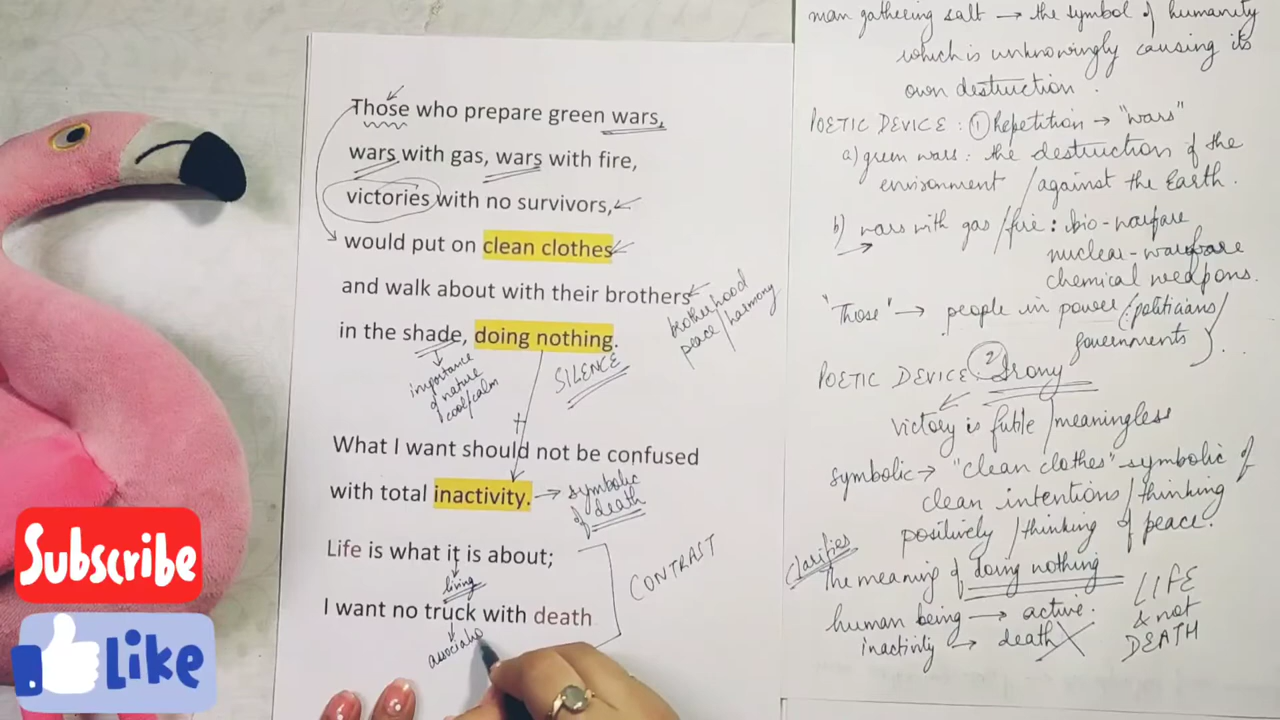 Those who prepare green wars,
wars with gas, wars with fire,
victories with no survivors,
would put on clean clothes
and walk about with their brothers
in the shade, doing nothing.
brotherhood
peace/harmony
importance
of nature
cool/calm
SILENCE
What I want should not be confused
with total inactivity. → symbolic
of death
Life is what it is about;
living
I want no truck with death
CONTRAST
man gathering salt → the symbol of humanity
which is unknowingly causing its
own destruction.
POETIC DEVICE: ① Repetition → "wars"
a) green wars: the destruction of the
environment / against the Earth.
b) wars with gas/fire: bio-warfare
nuclear-warfare
chemical weapons.
"Those" → people in power (politicians/
governments)...
POETIC DEVICE: ② Irony
victory is futile/meaningless
symbolic → "clean clothes" symbolic of
clean intentions/thinking
positively/thinking of peace.
Clarifies
the meaning of doing nothing
human being → active.
inactivity → death
LIFE
& not
DEATH
Subscribe
Like